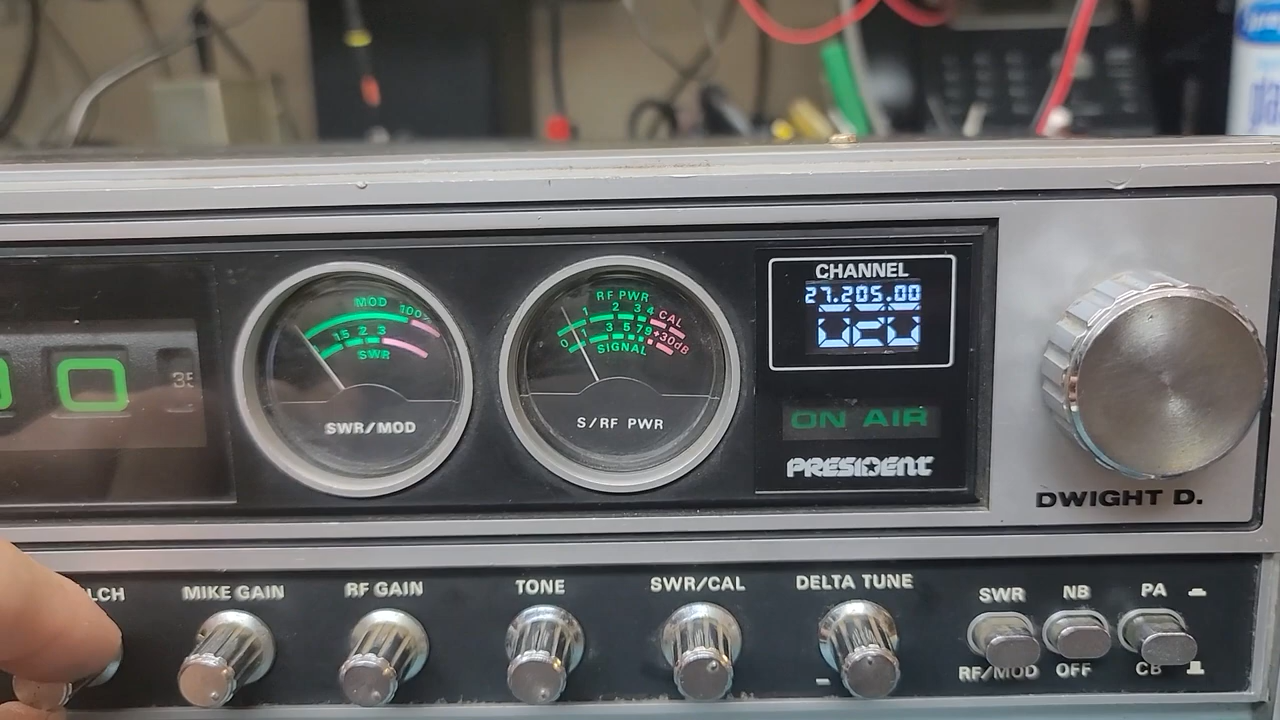 MOD
100%
1.5 2 3
SWR
SWR/MOD
RF PWR
1 2 3 4
CAL
0 1 3 5 7 9 +30dB
SIGNAL
S/RF PWR
CHANNEL
27.205.00
ON AIR
PRESIDENT
DWIGHT D.
LCH
MIKE GAIN
RF GAIN
TONE
SWR/CAL
DELTA TUNE
SWR
NB
PA
RF/MOD
OFF
CB